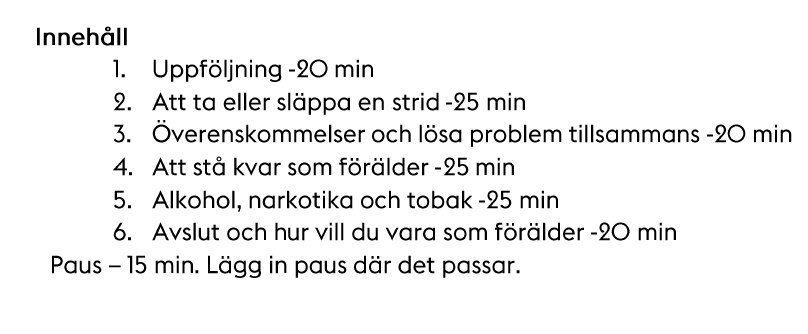 Innehåll
1. Uppföljning -20 min
2. Att ta eller släppa en strid -25 min
3. Överenskommelser och lösa problem tillsammans -20 min
4. Att stå kvar som förälder -25 min
5. Alkohol, narkotika och tobak -25 min
6. Avslut och hur vill du vara som förälder -20 min
Paus – 15 min. Lägg in paus där det passar.